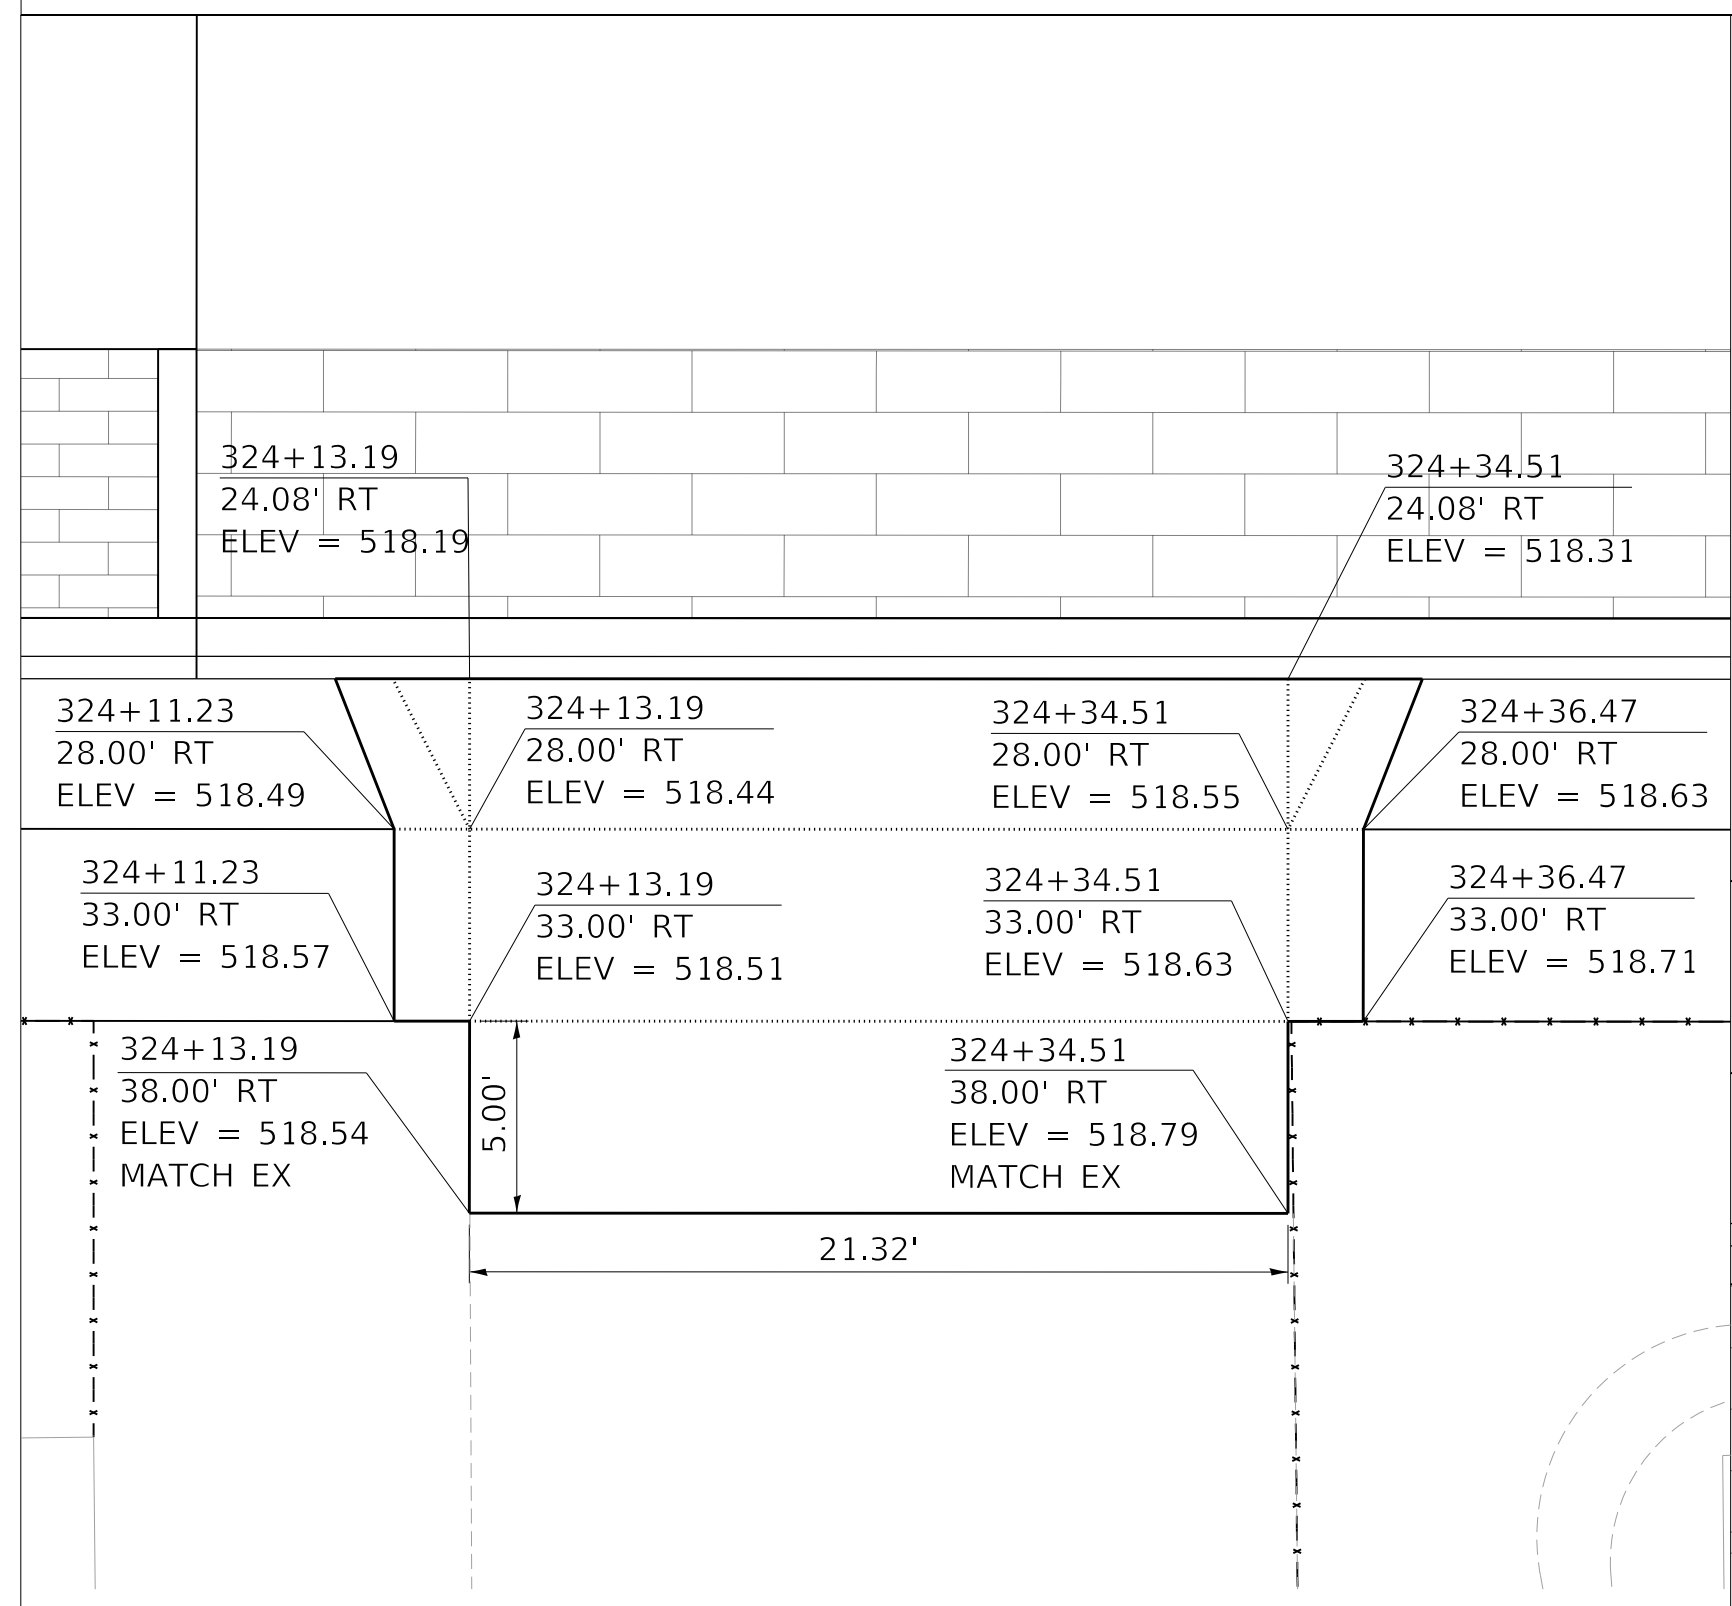 324+13.19
24.08' RT
ELEV = 518.19
324+34.51
24.08' RT
ELEV = 518.31
324+11.23
28.00' RT
ELEV = 518.49
324+13.19
28.00' RT
ELEV = 518.44
324+34.51
28.00' RT
ELEV = 518.55
324+36.47
28.00' RT
ELEV = 518.63
324+11.23
33.00' RT
ELEV = 518.57
324+13.19
33.00' RT
ELEV = 518.51
324+34.51
33.00' RT
ELEV = 518.63
324+36.47
33.00' RT
ELEV = 518.71
324+13.19
38.00' RT
ELEV = 518.54
MATCH EX
5.00'
324+34.51
38.00' RT
ELEV = 518.79
MATCH EX
21.32'